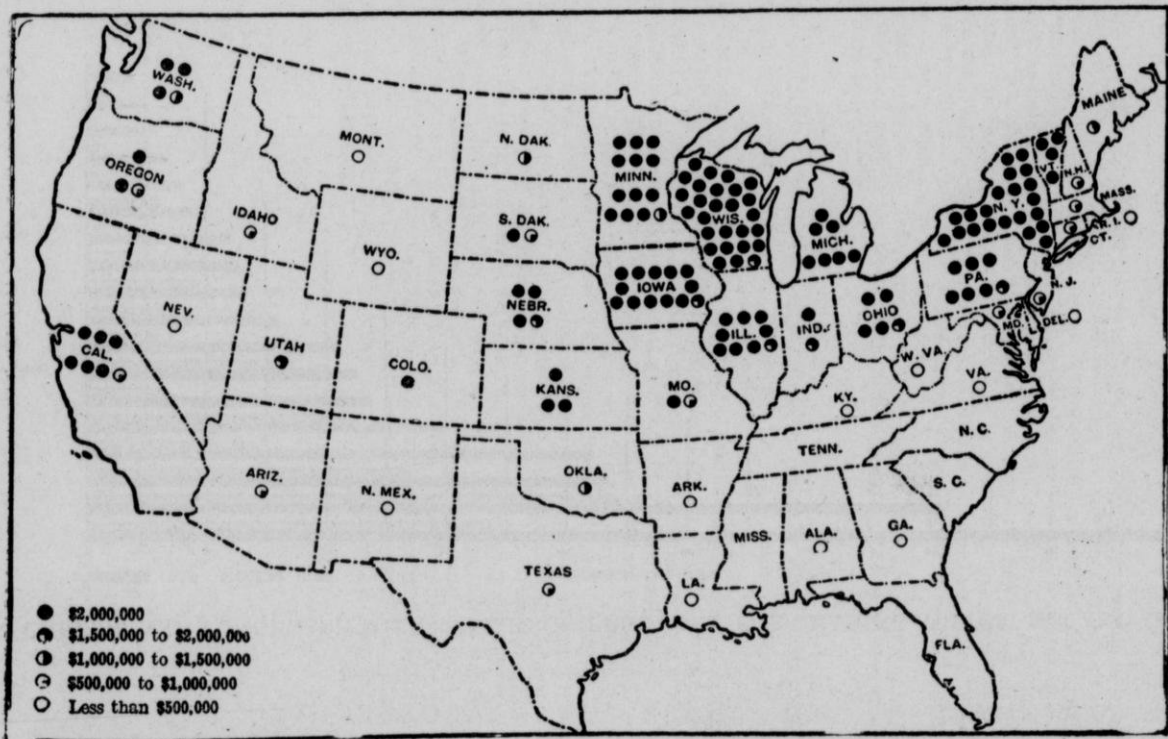 WASH.
MONT.
N. DAK.
MINN.
MAINE
OREGON
IDAHO
S. DAK.
WIS.
MICH.
N. Y.
VT.
N.H.
MASS.
R. I.
CT.
WYO.
NEBR.
IOWA
PA.
N. J.
NEV.
UTAH
COLO.
ILL.
IND.
OHIO
MD.
DEL.
CAL.
KANS.
MO.
W. VA.
VA.
KY.
N. C.
TENN.
ARIZ.
N. MEX.
OKLA.
ARK.
S. C.
MISS.
ALA.
GA.
TEXAS
LA.
FLA.
$2,000,000
$1,500,000 to $2,000,000
$1,000,000 to $1,500,000
$500,000 to $1,000,000
Less than $500,000